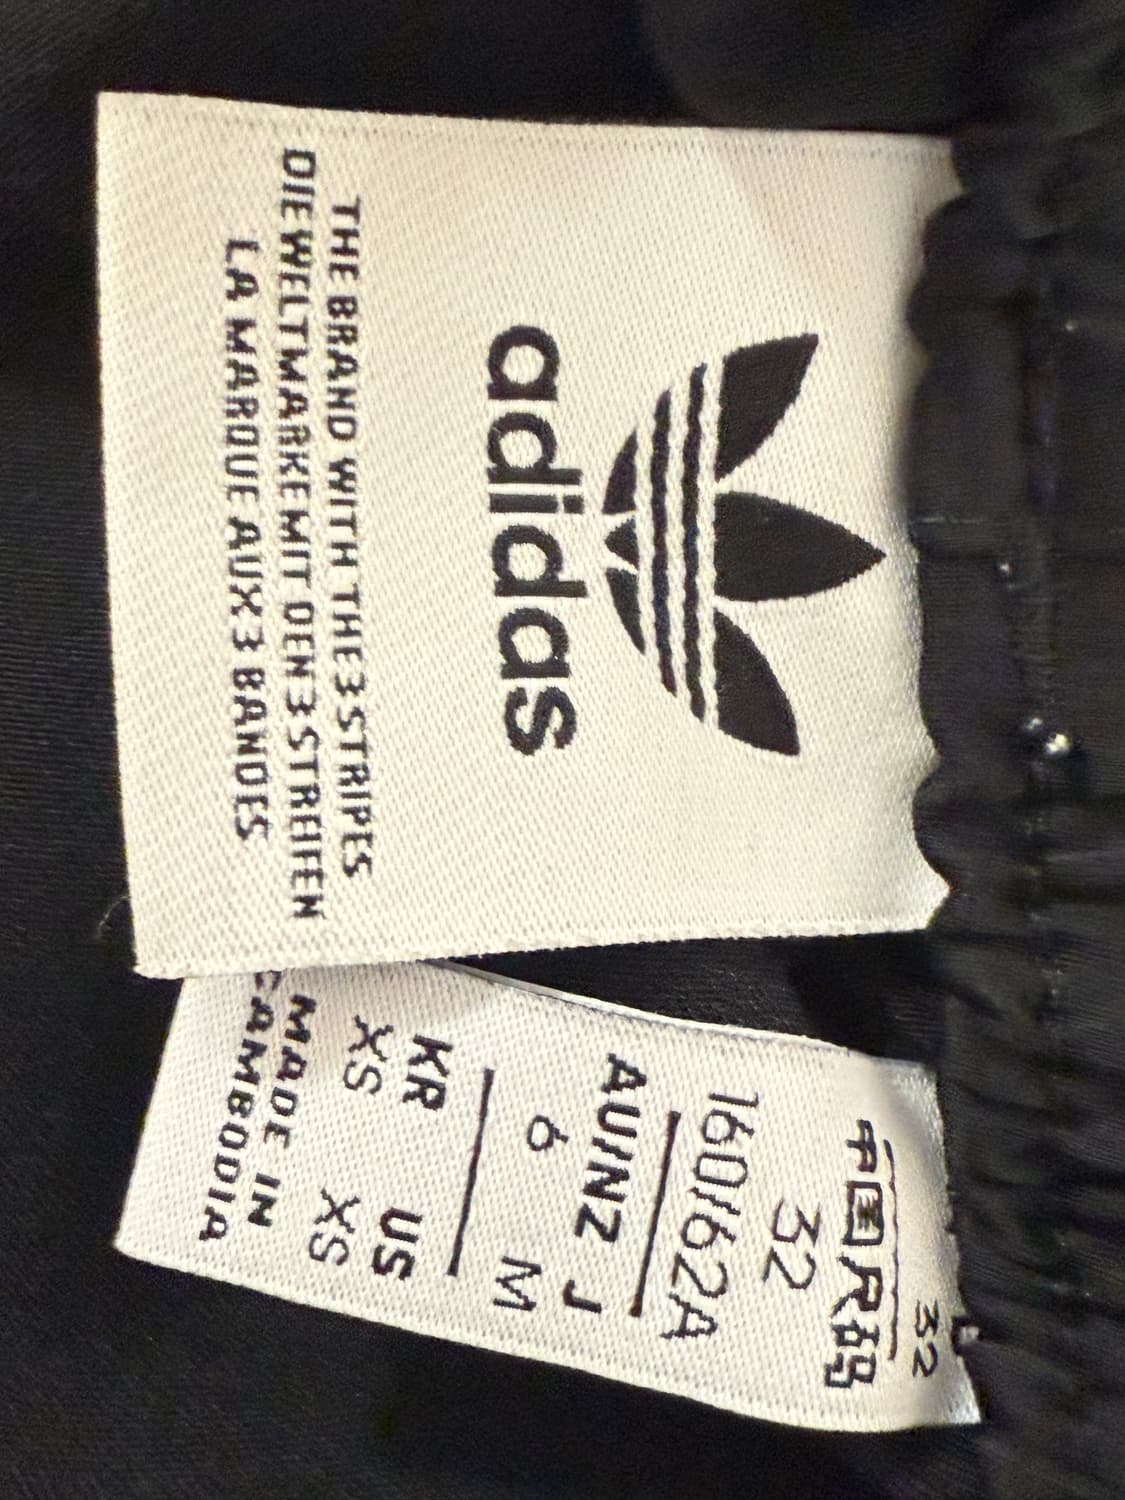 adidas
THE BRAND WITH THE 3 STRIPES
DIE WELTMARKE MIT DEN 3 STREIFEN
LA MARQUE AUX 3 BANDES
32
中国尺码
32
160/62A
AU/NZ J
6 M
KR US
XS XS
MADE IN
CAMBODIA